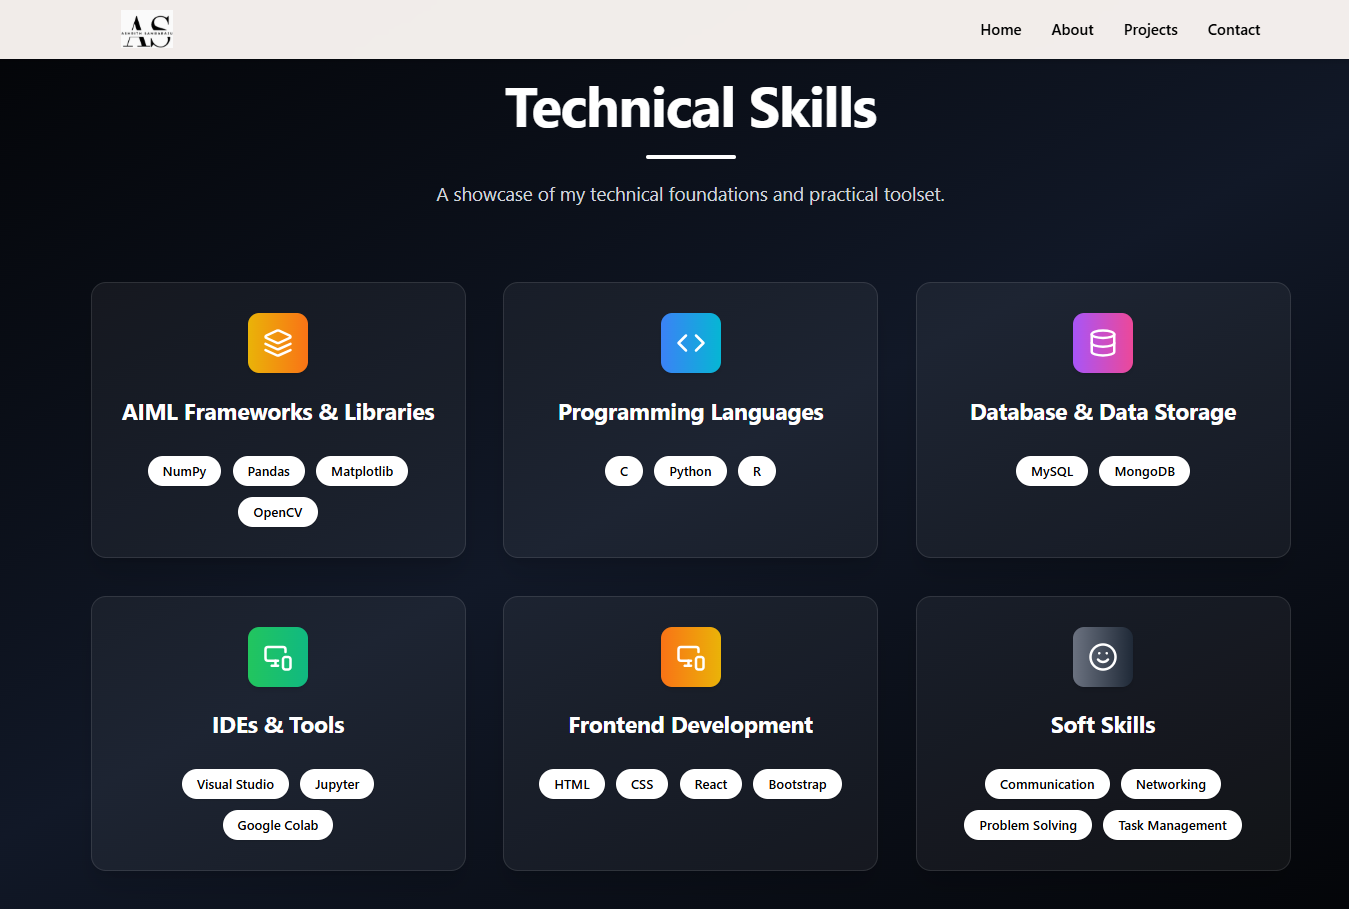 AS
Home About Projects Contact
Technical Skills
A showcase of my technical foundations and practical toolset.
AIML Frameworks & Libraries
NumPy Pandas Matplotlib
OpenCV
Programming Languages
C Python R
Database & Data Storage
MySQL MongoDB
IDEs & Tools
Visual Studio Jupyter
Google Colab
Frontend Development
HTML CSS React Bootstrap
Soft Skills
Communication Networking
Problem Solving Task Management